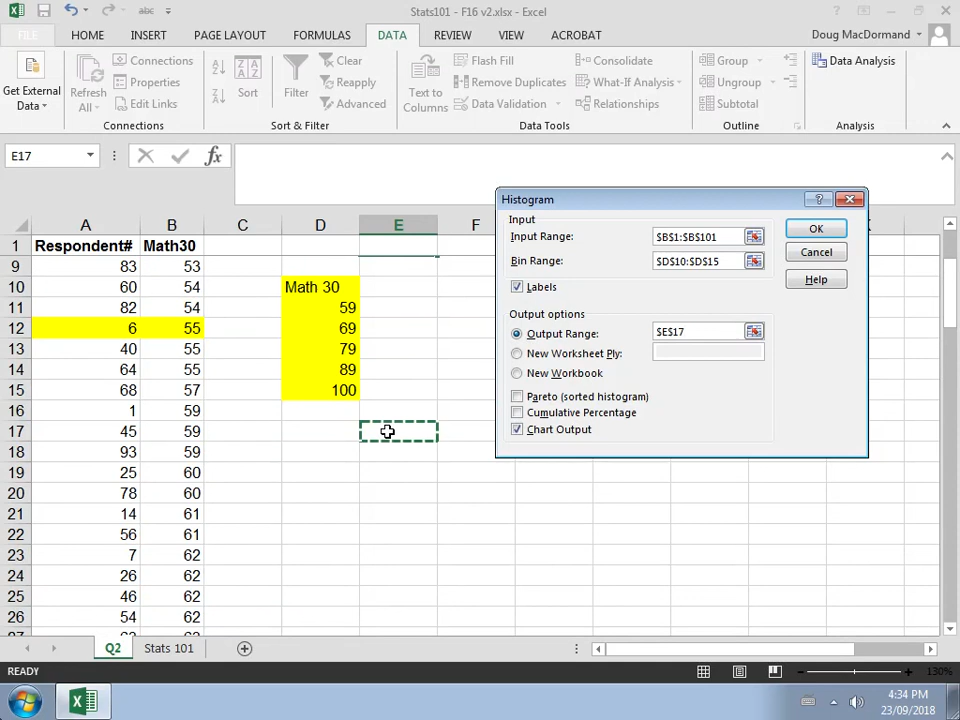 Stats101 - F16 v2.xlsx - Excel
FILE HOME INSERT PAGE LAYOUT FORMULAS DATA REVIEW VIEW ACROBAT Doug MacDormand
Get External Data
Refresh All
Connections
Properties
Edit Links
Connections
Sort
Filter
Clear
Reapply
Advanced
Sort & Filter
Text to Columns
Flash Fill
Remove Duplicates
Data Validation
Consolidate
What-If Analysis
Relationships
Data Tools
Group
Ungroup
Subtotal
Outline
Data Analysis
Analysis
E17
fx
A B C D E F
1 Respondent# Math30
9 83 53
10 60 54 Math 30
11 82 54 59
12 6 55 69
13 40 55 79
14 64 55 89
15 68 57 100
16 1 59
17 45 59
18 93 59
19 25 60
20 78 60
21 14 61
22 56 61
23 7 62
24 26 62
25 46 62
26 54 62
Histogram
Input
Input Range: $B$1:$B$101
Bin Range: $D$10:$D$15
Labels
Output options
Output Range: $E$17
New Worksheet Ply:
New Workbook
Pareto (sorted histogram)
Cumulative Percentage
Chart Output
OK
Cancel
Help
Q2 Stats 101
READY
130%
4:34 PM
23/09/2018